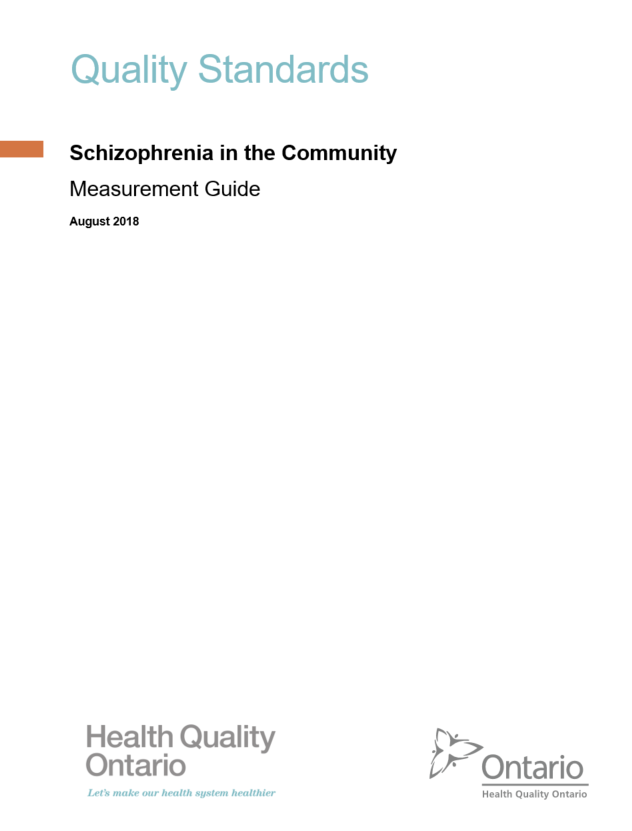 Quality Standards
Schizophrenia in the Community
Measurement Guide
August 2018
Health Quality
Ontario
Let's make our health system healthier
Ontario
Health Quality Ontario